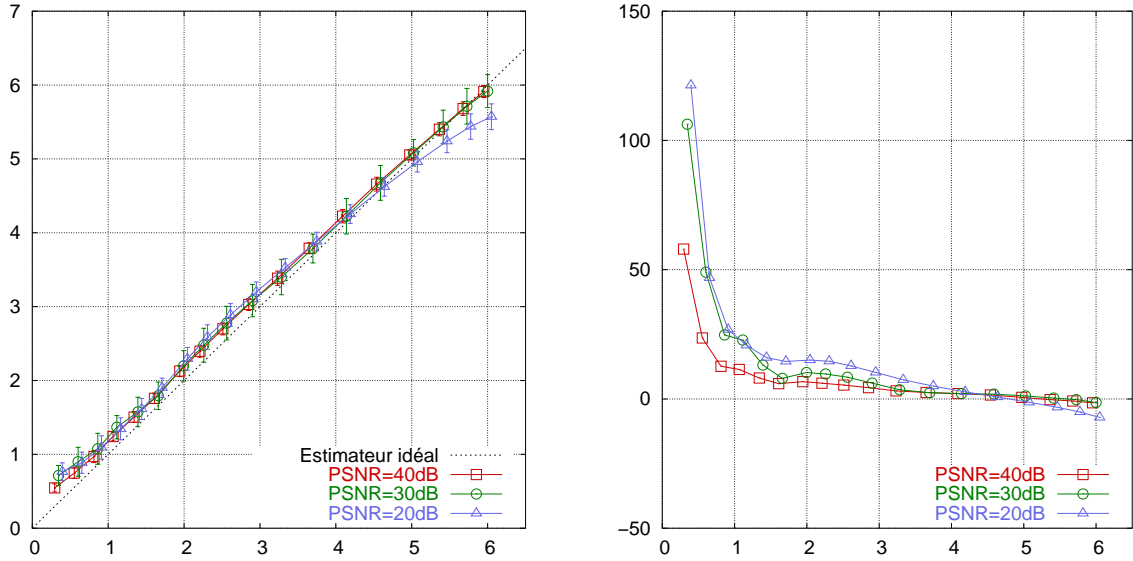 7
6
5
4
3
2
1
0
0 1 2 3 4 5 6
Estimateur idéal
PSNR=40dB
PSNR=30dB
PSNR=20dB
150
100
50
0
−50
0 1 2 3 4 5 6
PSNR=40dB
PSNR=30dB
PSNR=20dB